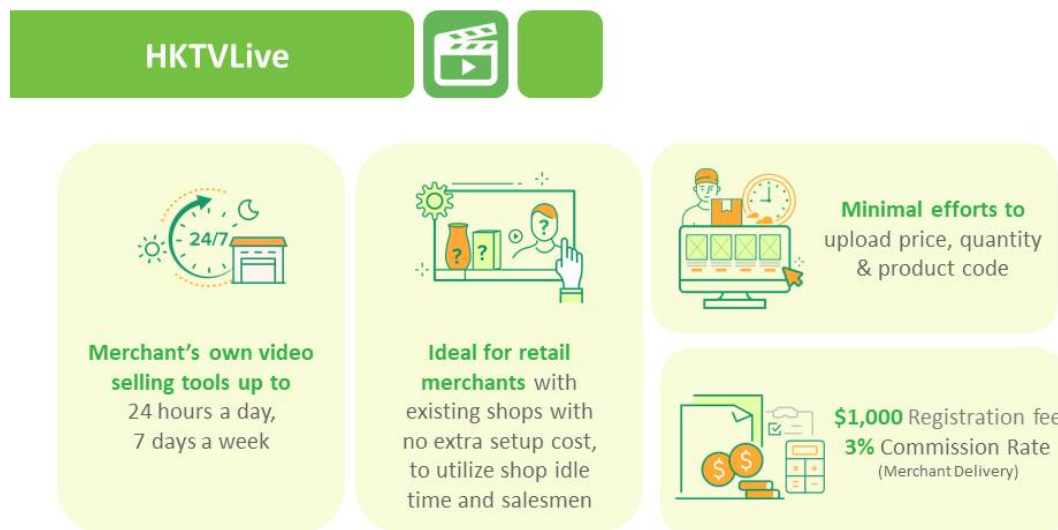 HKTVLive
24/7
Merchant's own video
selling tools up to
24 hours a day,
7 days a week
? ? ?
Ideal for retail
merchants with
existing shops with
no extra setup cost,
to utilize shop idle
time and salesmen
Minimal efforts to
upload price, quantity
& product code
$ $
$1,000 Registration fee
3% Commission Rate
(Merchant Delivery)